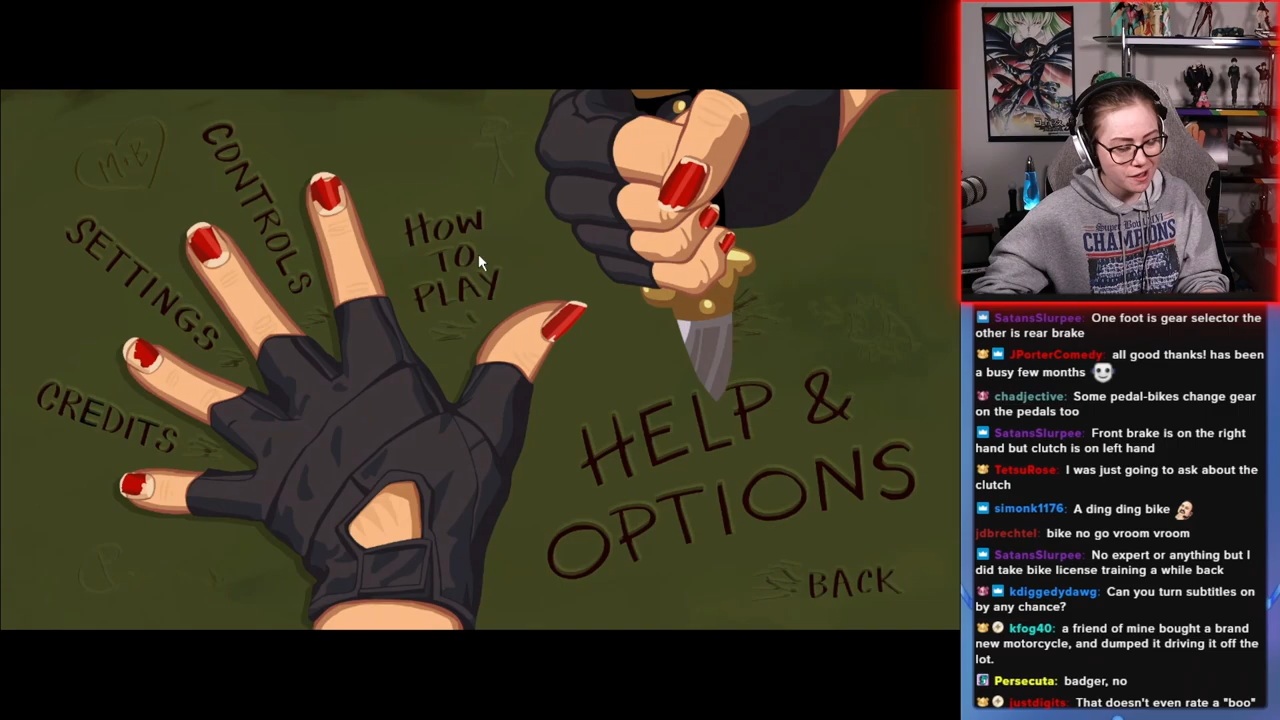 M+B
CONTROLS
SETTINGS
CREDITS
HOW
TO
PLAY
HELP &
OPTIONS
BACK
Super Bowl XLVI
CHAMPIONS
SatansSlurpee: One foot is gear selector the
other is rear brake
JPorterComedy: all good thanks! has been
a busy few months
chadjective: Some pedal-bikes change gear
on the pedals too
SatansSlurpee: Front brake is on the right
hand but clutch is on left hand
TetsuRose: I was just going to ask about the
clutch
simonk1176: A ding ding bike
jdbrechtel: bike no go vroom vroom
SatansSlurpee: No expert or anything but I
did take bike license training a while back
kdiggedydawg: Can you turn subtitles on
by any chance?
kfog40: a friend of mine bought a brand
new motorcycle, and dumped it driving it off the
lot.
Persecuta: badger, no
justdigits: That doesn't even rate a "boo"